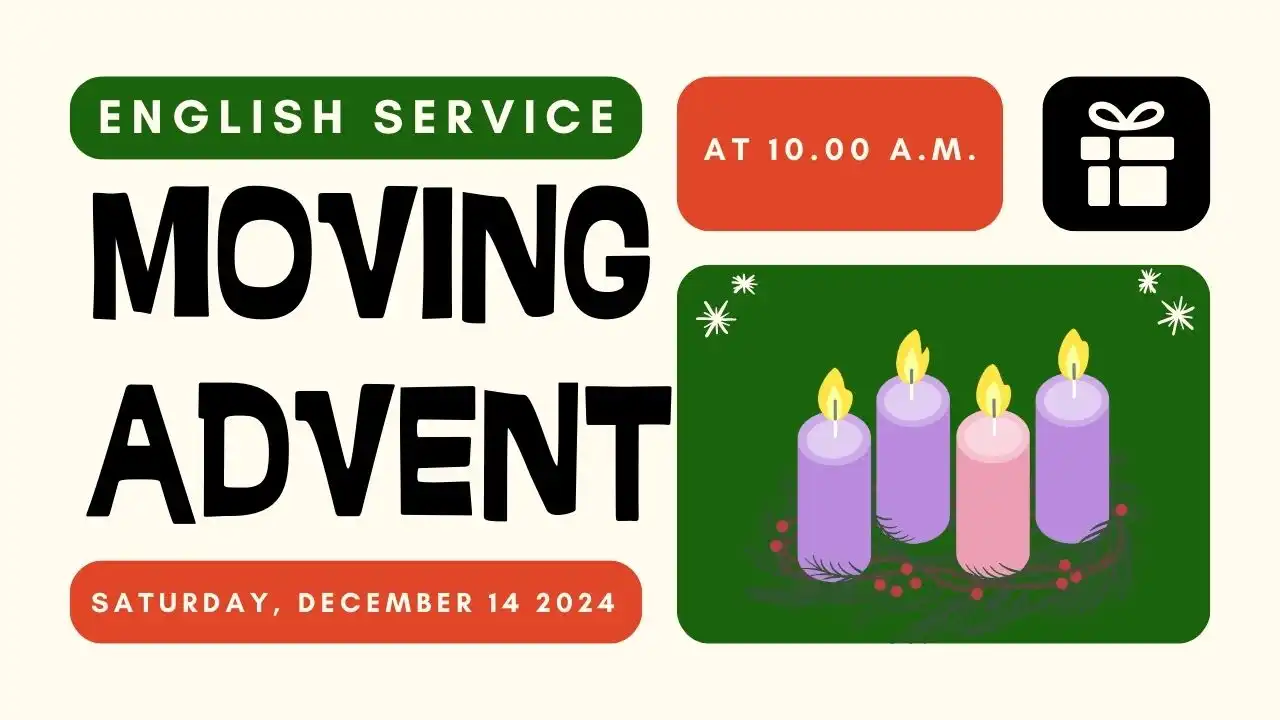 ENGLISH SERVICE
AT 10.00 A.M.
MOVING
ADVENT
SATURDAY, DECEMBER 14 2024